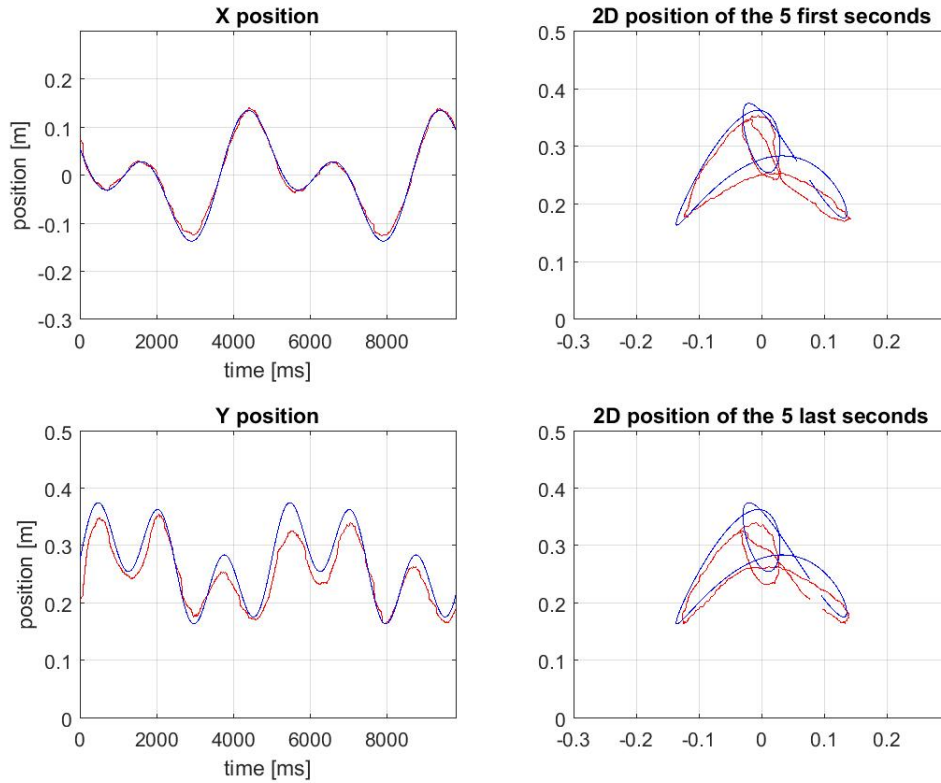 X position
position [m]
0.2
0.1
0
-0.1
-0.2
-0.3
0 2000 4000 6000 8000
time [ms]
2D position of the 5 first seconds
0.5
0.4
0.3
0.2
0.1
0
-0.3 -0.2 -0.1 0 0.1 0.2
Y position
position [m]
0.5
0.4
0.3
0.2
0.1
0
0 2000 4000 6000 8000
time [ms]
2D position of the 5 last seconds
0.5
0.4
0.3
0.2
0.1
0
-0.3 -0.2 -0.1 0 0.1 0.2